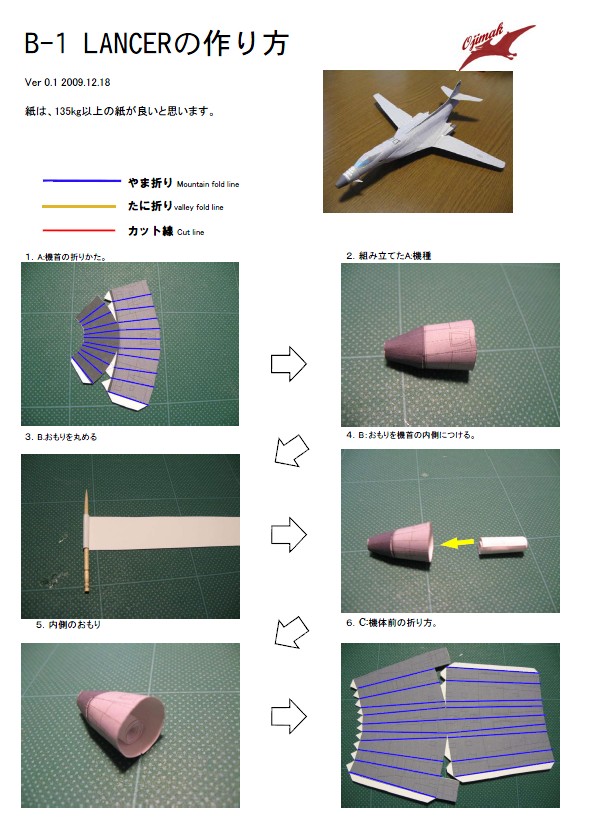 B-1 LANCERの作り方
Ojimak
Ver 0.1 2009.12.18
紙は、135kg以上の紙が良いと思います。
やま折り Mountain fold line
たに折り valley fold line
カット線 Cut line
1. A:機首の折りかた。
2. 組み立てたA:機種
3. B.おもりを丸める
4. B:おもりを機首の内側につける。
5. 内側のおもり
6. C:機体前の折り方。